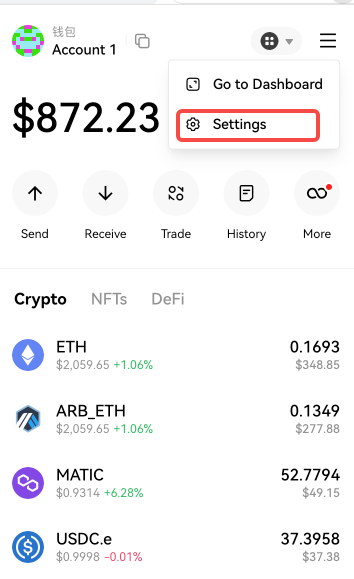 钱包
Account 1
Go to Dashboard
$872.23
Settings
Send Receive Trade History More
Crypto NFTs DeFi
ETH 0.1693
$2,059.65 +1.06% $348.85
ARB_ETH 0.1349
$2,059.65 +1.06% $277.88
MATIC 52.7794
$0.9314 +6.28% $49.15
USDC.e 37.3958
$0.9998 -0.01% $37.38